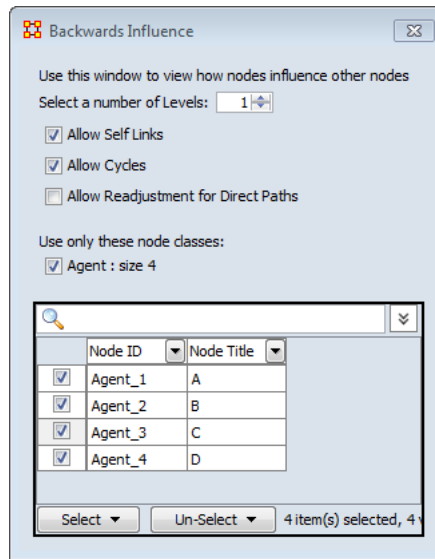 Backwards Influence
Use this window to view how nodes influence other nodes
Select a number of Levels: 1
Allow Self Links
Allow Cycles
Allow Readjustment for Direct Paths
Use only these node classes:
Agent : size 4
Node ID Node Title
Agent_1 A
Agent_2 B
Agent_3 C
Agent_4 D
Select Un-Select 4 item(s) selected, 4